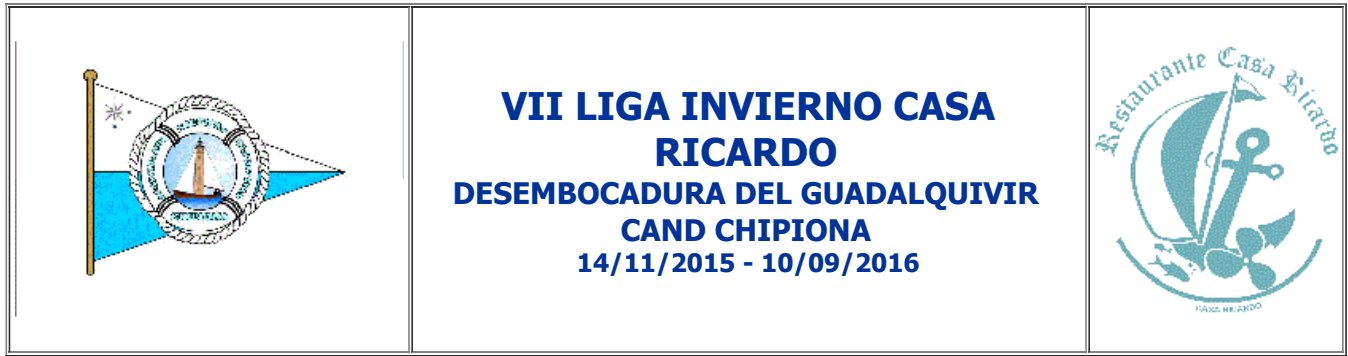 VII LIGA INVIERNO CASA
RICARDO
DESEMBOCADURA DEL GUADALQUIVIR
CAND CHIPIONA
14/11/2015 - 10/09/2016
Restaurante Casa Ricardo
CASA RICARDO